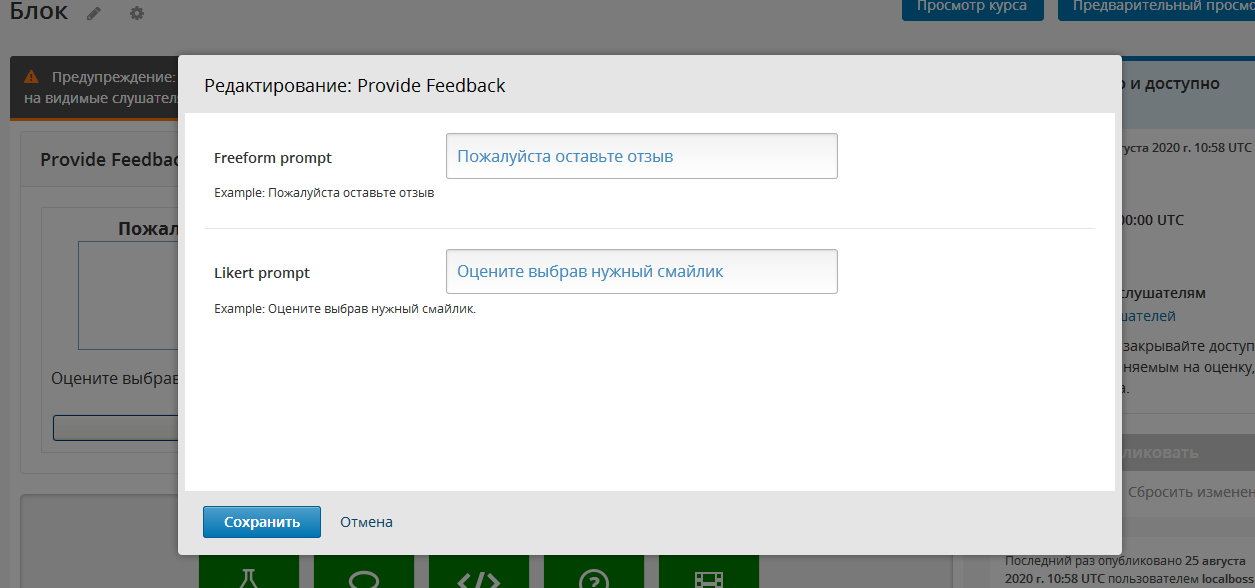 Блок
Просмотр курса
Предварительный просмо
Предупреждение:
на видимые слушател
Редактирование: Provide Feedback
и доступно
Freeform prompt
Пожалуйста оставьте отзыв
Example: Пожалуйста оставьте отзыв
Provide Feedbac
густа 2020 г. 10:58 UTC
00:00 UTC
Пожал
Likert prompt
Оцените выбрав нужный смайлик
Example: Оцените выбрав нужный смайлик.
слушателям
шателей
закрывайте доступ
няемым на оценку,
а.
Оцените выбрав
ликовать
Сбросить изменен
Сохранить
Отмена
Последний раз опубликовано 25 августа
2020 г. 10:58 UTC пользователем localboss